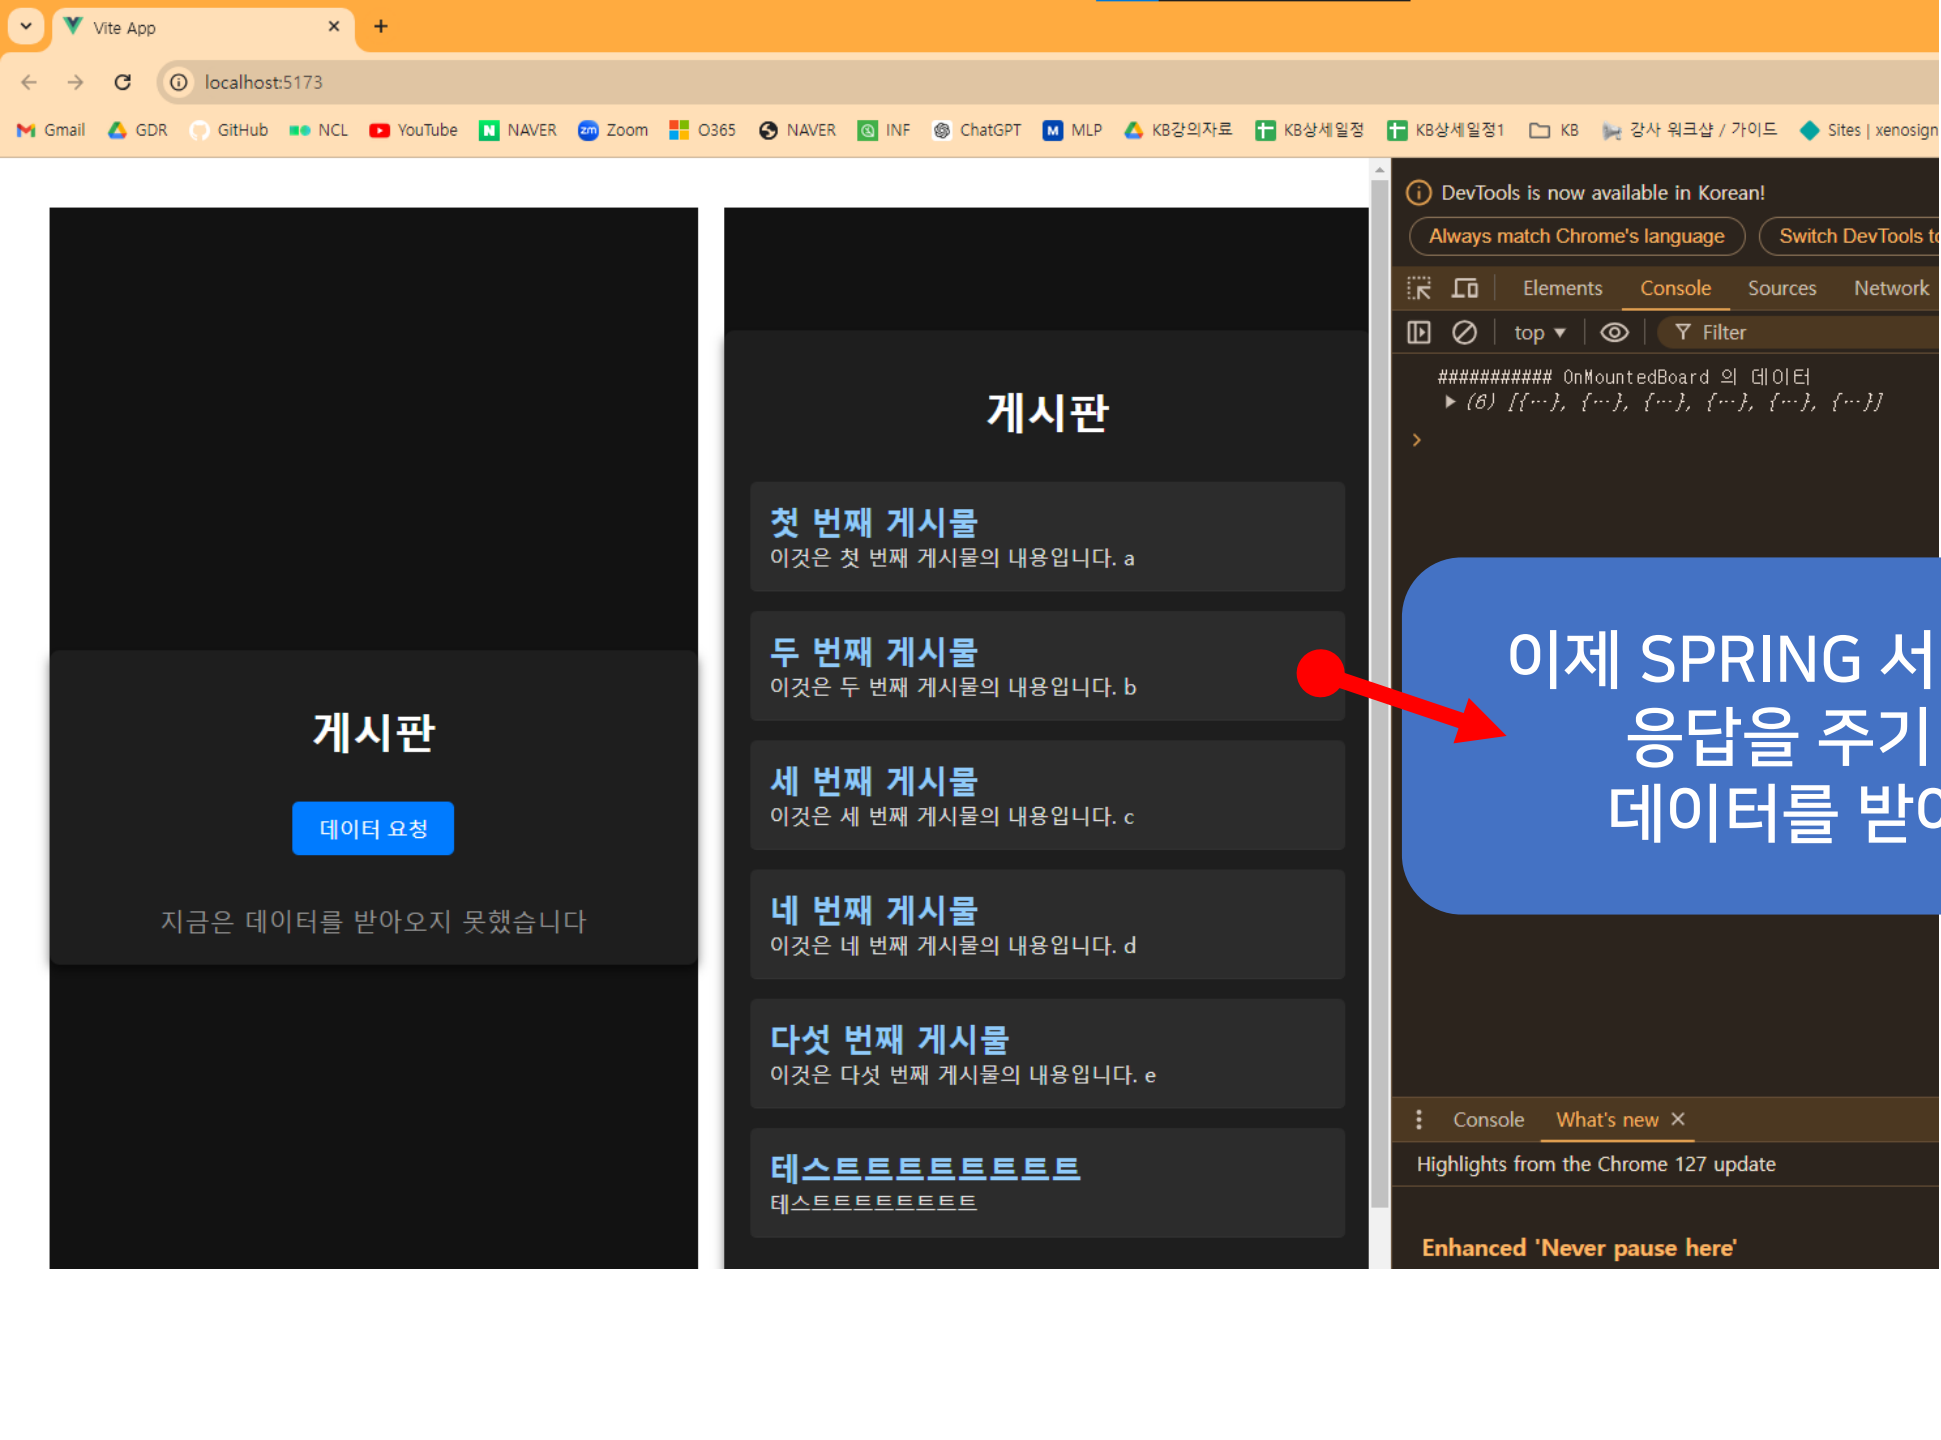 Vite App
localhost:5173
Gmail GDR GitHub NCL YouTube NAVER Zoom O365 NAVER INF ChatGPT MLP KB강의자료 KB상세일정 KB상세일정1 KB 강사 워크샵 / 가이드 Sites | xenosign
게시판
데이터 요청
지금은 데이터를 받아오지 못했습니다
게시판
첫 번째 게시물
이것은 첫 번째 게시물의 내용입니다. a
두 번째 게시물
이것은 두 번째 게시물의 내용입니다. b
세 번째 게시물
이것은 세 번째 게시물의 내용입니다. c
네 번째 게시물
이것은 네 번째 게시물의 내용입니다. d
다섯 번째 게시물
이것은 다섯 번째 게시물의 내용입니다. e
테스트트트트트트트트
테스트트트트트트트트
DevTools is now available in Korean!
Always match Chrome's language Switch DevTools
Elements Console Sources Network
top Filter
########### OnMountedBoard 의 데이터
(6) [{…}, {…}, {…}, {…}, {…}, {…}]
이제 SPRING 서
응답을 주기
데이터를
Console What's new
Highlights from the Chrome 127 update
Enhanced 'Never pause here'